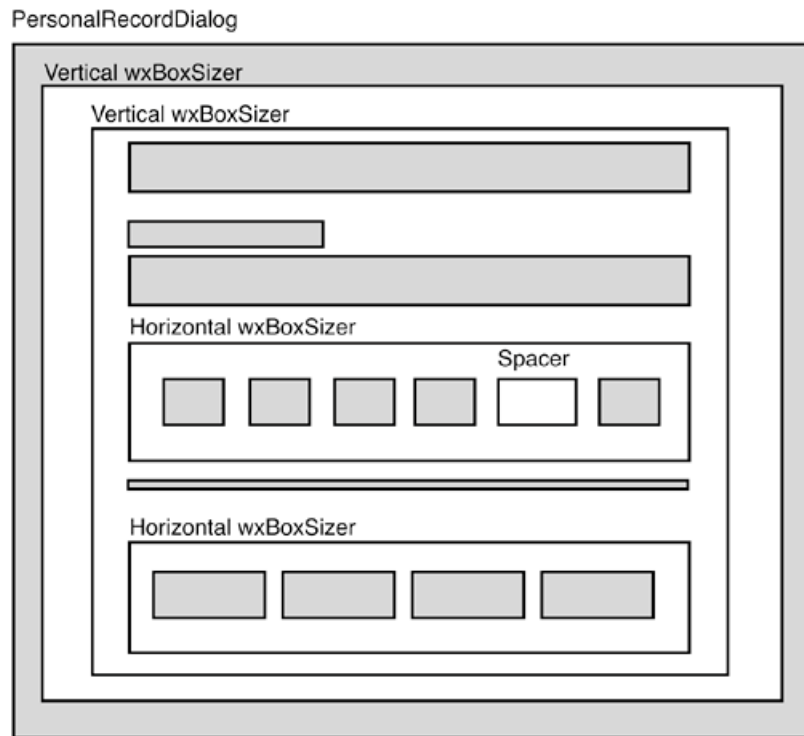 PersonalRecordDialog
Vertical wxBoxSizer
Vertical wxBoxSizer
Horizontal wxBoxSizer
Spacer
Horizontal wxBoxSizer